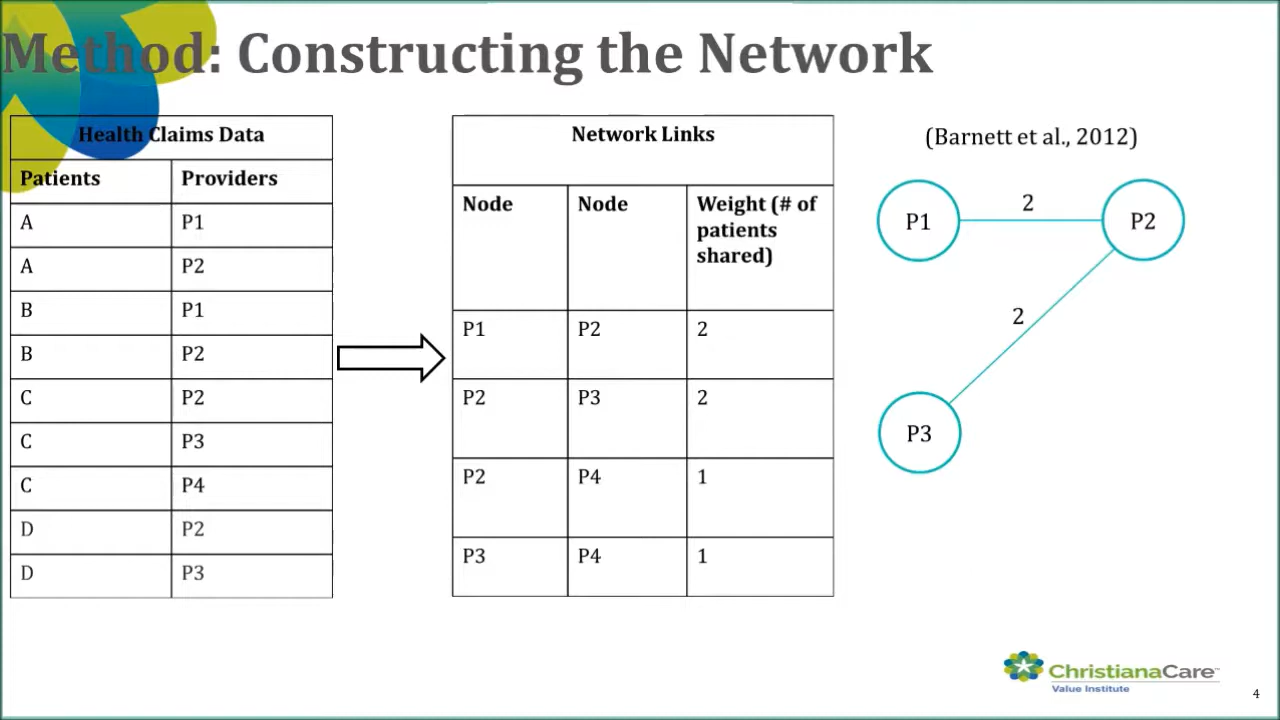 Method: Constructing the Network
Health Claims Data
Patients Providers
A P1
A P2
B P1
B P2
C P2
C P3
C P4
D P2
D P3
Network Links
Node Node Weight (# of
patients
shared)
P1 P2 2
P2 P3 2
P2 P4 1
P3 P4 1
(Barnett et al., 2012)
P1 2 P2
2
P3
ChristianaCare™
Value Institute
4